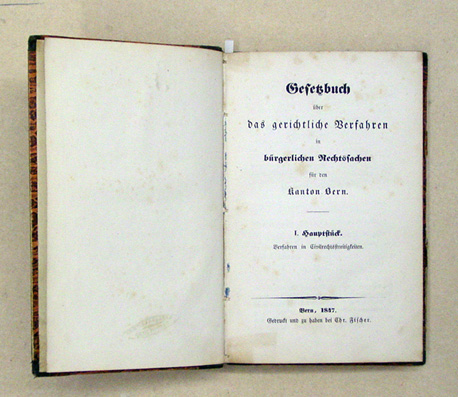 Gesetzbuch
über
das gerichtliche Verfahren
in
bürgerlichen Rechtssachen
für den
Kanton Bern.
I. Hauptstück.
Verfahren in Civilrechtsstreitigkeiten.
Bern, 1847.
Gedruckt und zu haben bei Chr. Fischer.